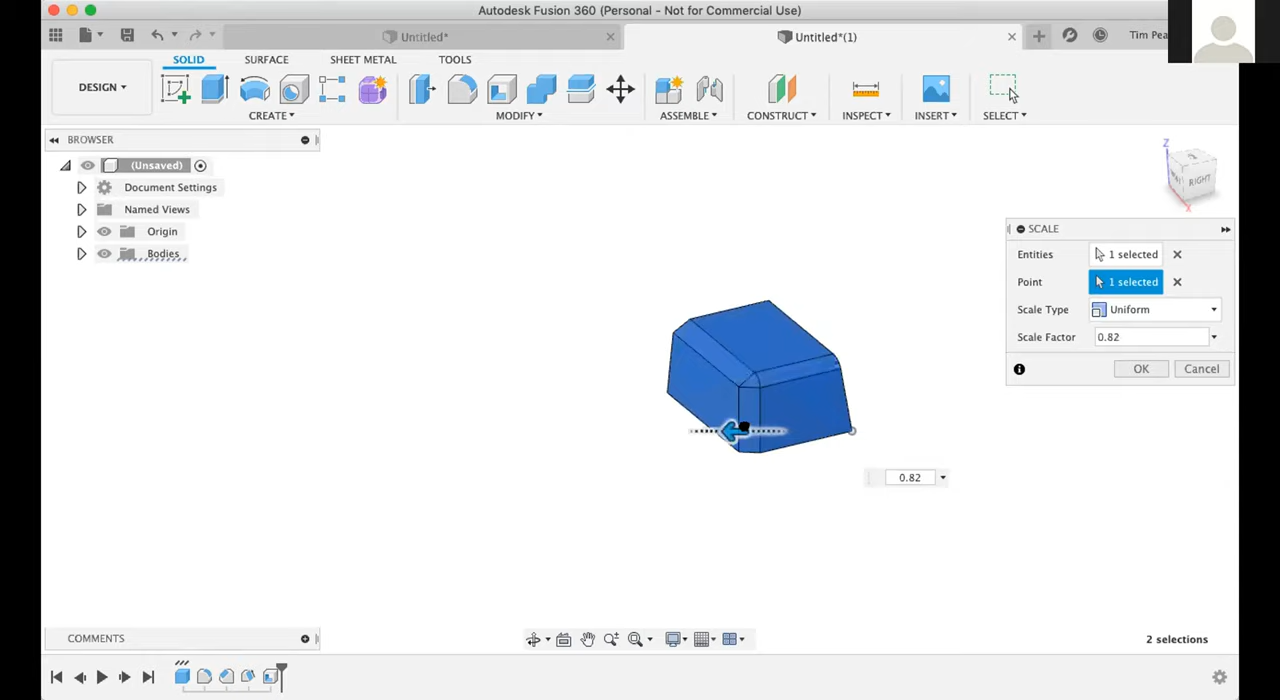 Autodesk Fusion 360 (Personal - Not for Commercial Use)
Untitled*
Untitled*(1)
Tim Pea
SOLID
SURFACE
SHEET METAL
TOOLS
DESIGN
CREATE
MODIFY
ASSEMBLE
CONSTRUCT
INSPECT
INSERT
SELECT
BROWSER
(Unsaved)
Document Settings
Named Views
Origin
Bodies
Z
RIGHT
X
SCALE
Entities
1 selected
Point
1 selected
Scale Type
Uniform
Scale Factor
0.82
OK
Cancel
0.82
COMMENTS
2 selections